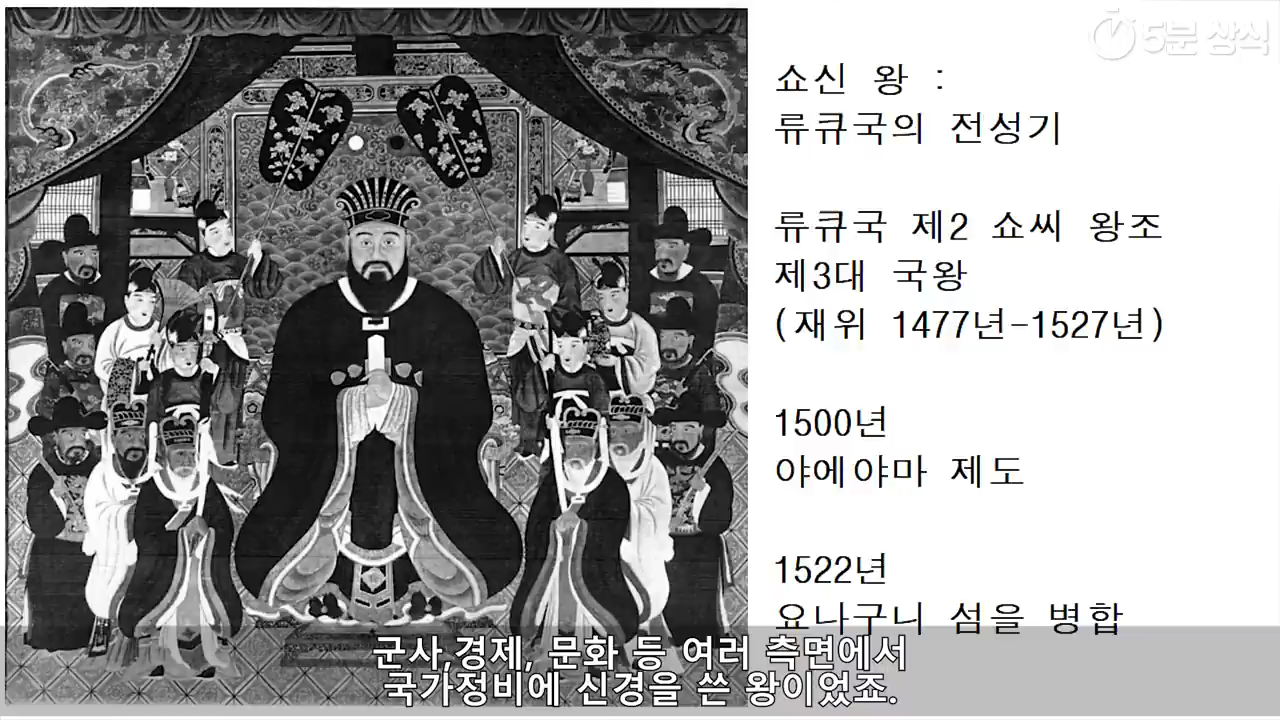 5분 상식
쇼신 왕 :
류큐국의 전성기
류큐국 제2 쇼씨 왕조
제3대 국왕
(재위 1477년-1527년)
1500년
야에야마 제도
1522년
요나구니 섬을 병합
군사,경제, 문화 등 여러 측면에서
국가정비에 신경을 쓴 왕이었죠.